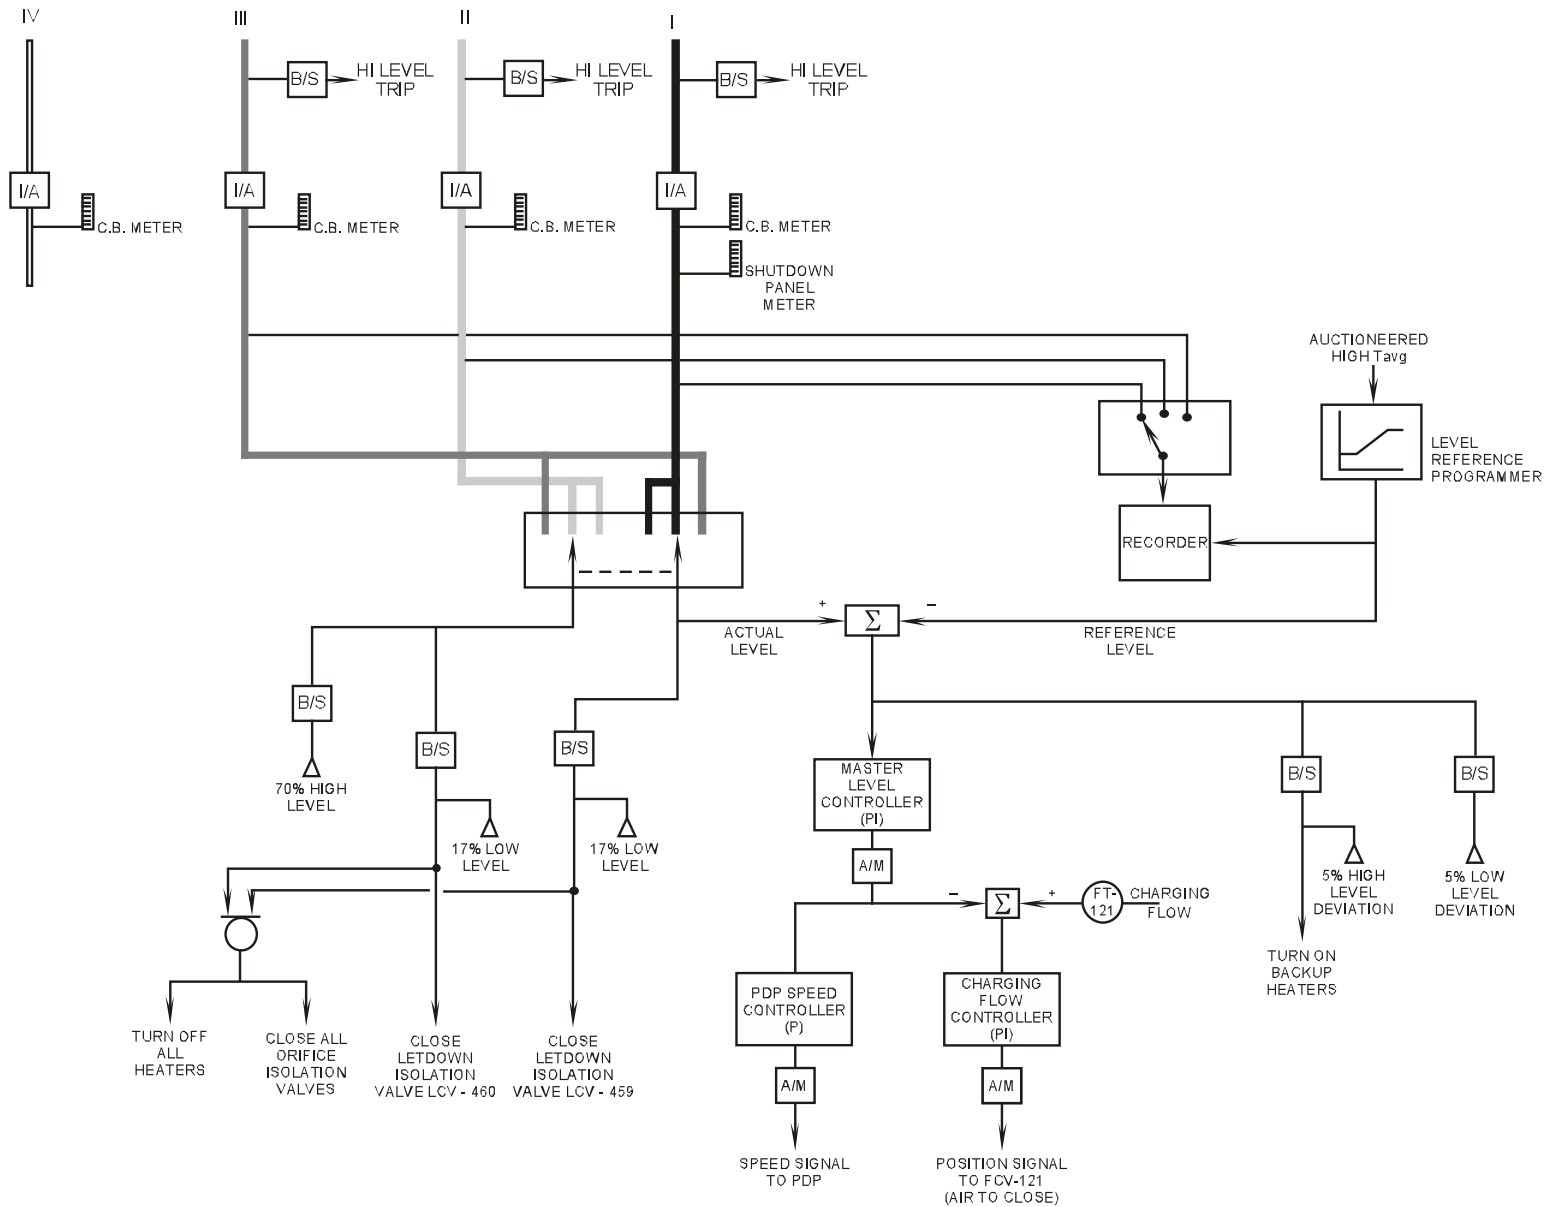 IV
III
II
I
B/S
HI LEVEL
TRIP
B/S
HI LEVEL
TRIP
B/S
HI LEVEL
TRIP
I/A
I/A
I/A
I/A
C.B. METER
C.B. METER
C.B. METER
C.B. METER
SHUTDOWN
PANEL
METER
AUCTIONEERED
HIGH Tavg
LEVEL
REFERENCE
PROGRAMMER
RECORDER
+
Σ
−
ACTUAL
LEVEL
REFERENCE
LEVEL
B/S
B/S
B/S
70% HIGH
LEVEL
17% LOW
LEVEL
17% LOW
LEVEL
MASTER
LEVEL
CONTROLLER
(PI)
A/M
B/S
B/S
5% HIGH
LEVEL
DEVIATION
5% LOW
LEVEL
DEVIATION
−
Σ
+
FT-
121
CHARGING
FLOW
TURN ON
BACKUP
HEATERS
PDP SPEED
CONTROLLER
(P)
CHARGING
FLOW
CONTROLLER
(PI)
TURN OFF
ALL
HEATERS
CLOSE ALL
ORIFICE
ISOLATION
VALVES
CLOSE
LETDOWN
ISOLATION
VALVE LCV - 460
CLOSE
LETDOWN
ISOLATION
VALVE LCV - 459
A/M
A/M
SPEED SIGNAL
TO PDP
POSITION SIGNAL
TO FCV-121
(AIR TO CLOSE)